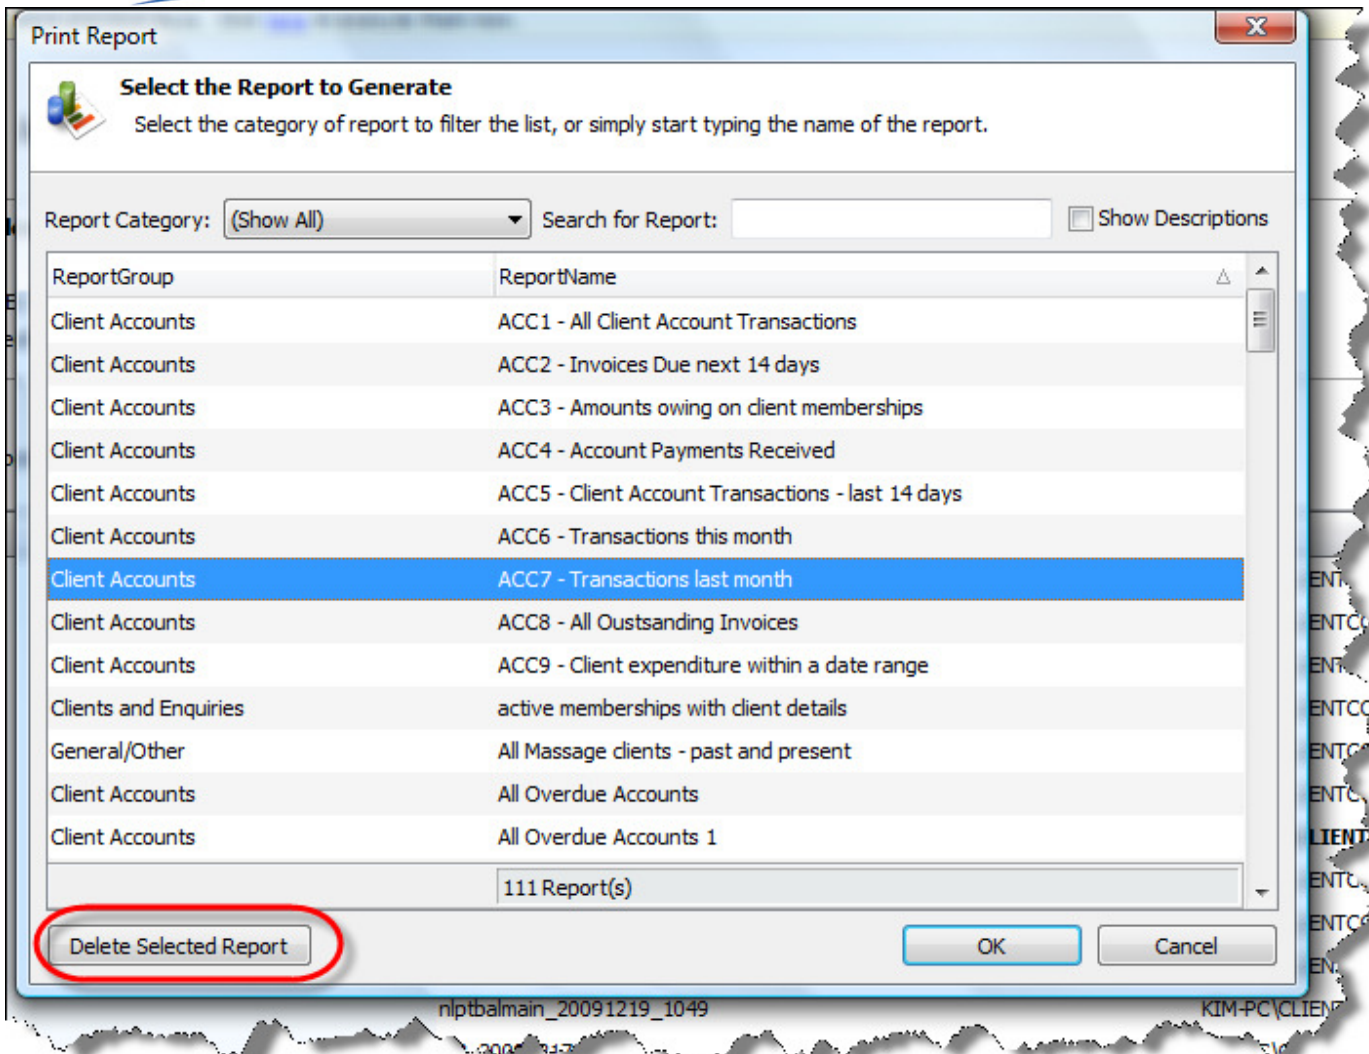 Print Report
Select the Report to Generate
Select the category of report to filter the list, or simply start typing the name of the report.
Report Category: (Show All) Search for Report: Show Descriptions
ReportGroup ReportName
Client Accounts ACC1 - All Client Account Transactions
Client Accounts ACC2 - Invoices Due next 14 days
Client Accounts ACC3 - Amounts owing on client memberships
Client Accounts ACC4 - Account Payments Received
Client Accounts ACC5 - Client Account Transactions - last 14 days
Client Accounts ACC6 - Transactions this month
Client Accounts ACC7 - Transactions last month
Client Accounts ACC8 - All Oustsanding Invoices
Client Accounts ACC9 - Client expenditure within a date range
Clients and Enquiries active memberships with client details
General/Other All Massage clients - past and present
Client Accounts All Overdue Accounts
Client Accounts All Overdue Accounts 1
111 Report(s)
Delete Selected Report OK Cancel
nlptbalmain_20091219_1049 KIM-PC\CLIEN